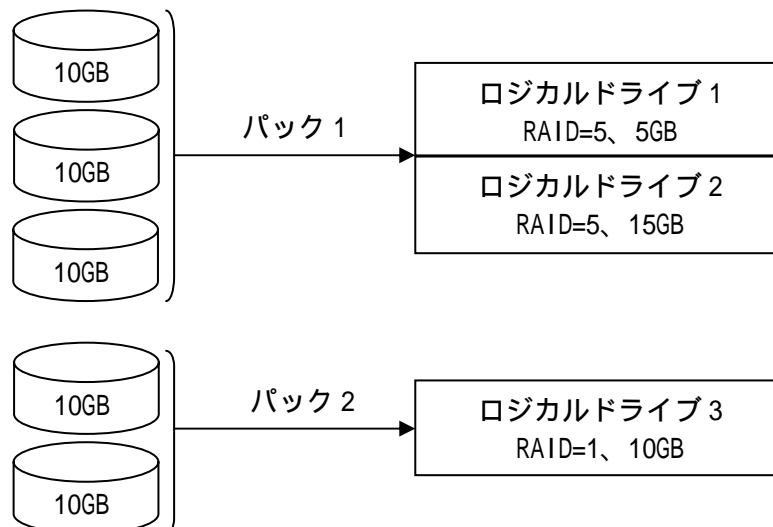 10GB
10GB
10GB
パック 1
ロジカルドライブ 1
RAID=5、 5GB
ロジカルドライブ 2
RAID=5、 15GB
10GB
10GB
パック 2
ロジカルドライブ 3
RAID=1、 10GB